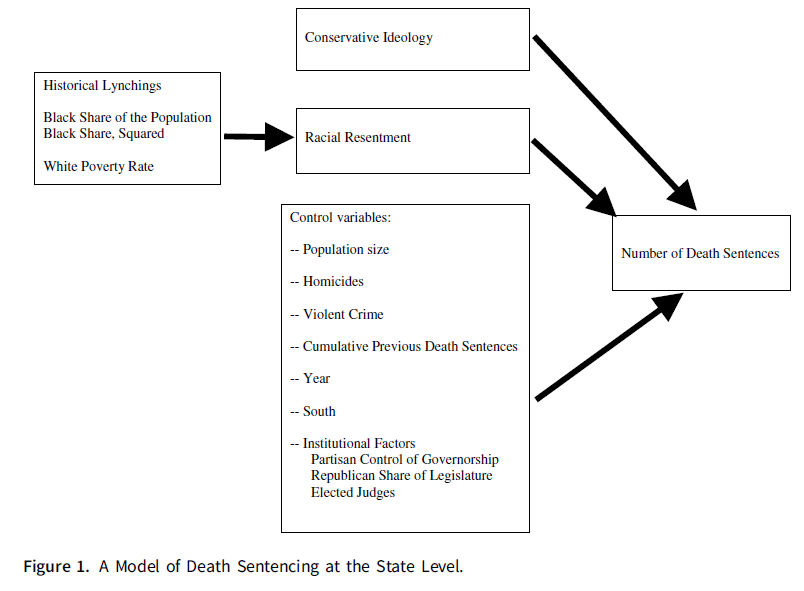 Conservative Ideology
Historical Lynchings
Black Share of the Population
Black Share, Squared
White Poverty Rate
Racial Resentment
Control variables:
-- Population size
-- Homicides
-- Violent Crime
-- Cumulative Previous Death Sentences
-- Year
-- South
-- Institutional Factors
Partisan Control of Governorship
Republican Share of Legislature
Elected Judges
Number of Death Sentences
Figure 1. A Model of Death Sentencing at the State Level.